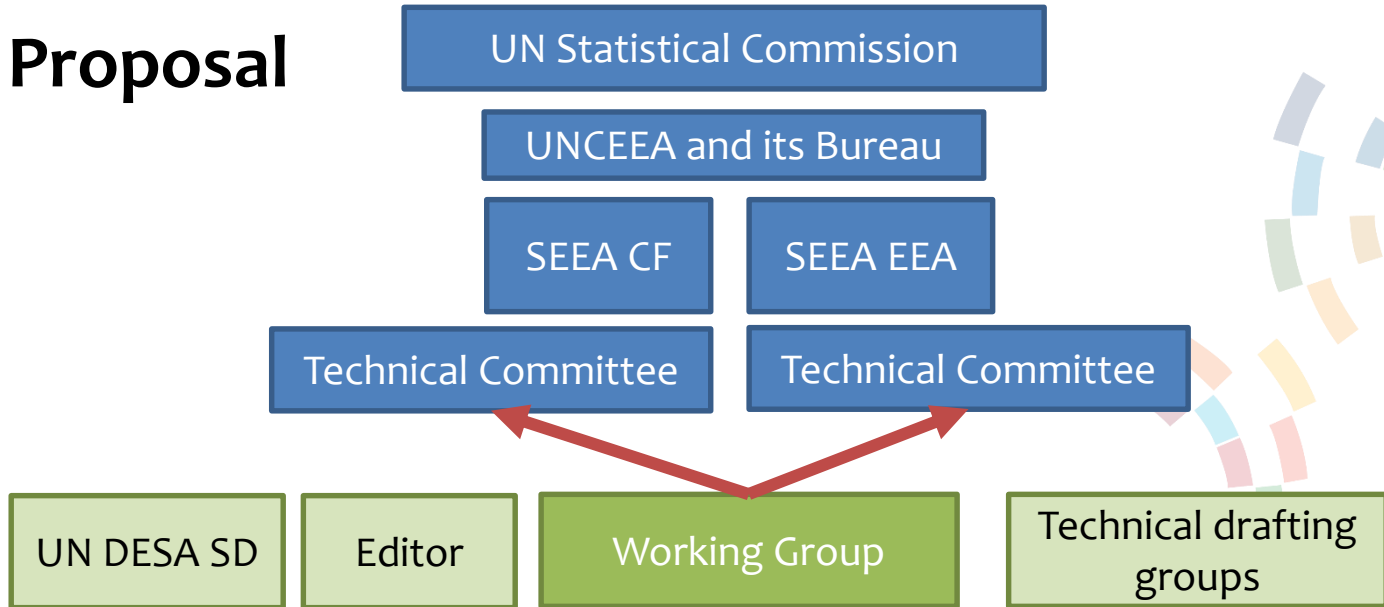 Proposal
UN Statistical Commission
UNCEEA and its Bureau
SEEA CF
SEEA EEA
Technical Committee
Technical Committee
UN DESA SD
Editor
Working Group
Technical drafting
groups